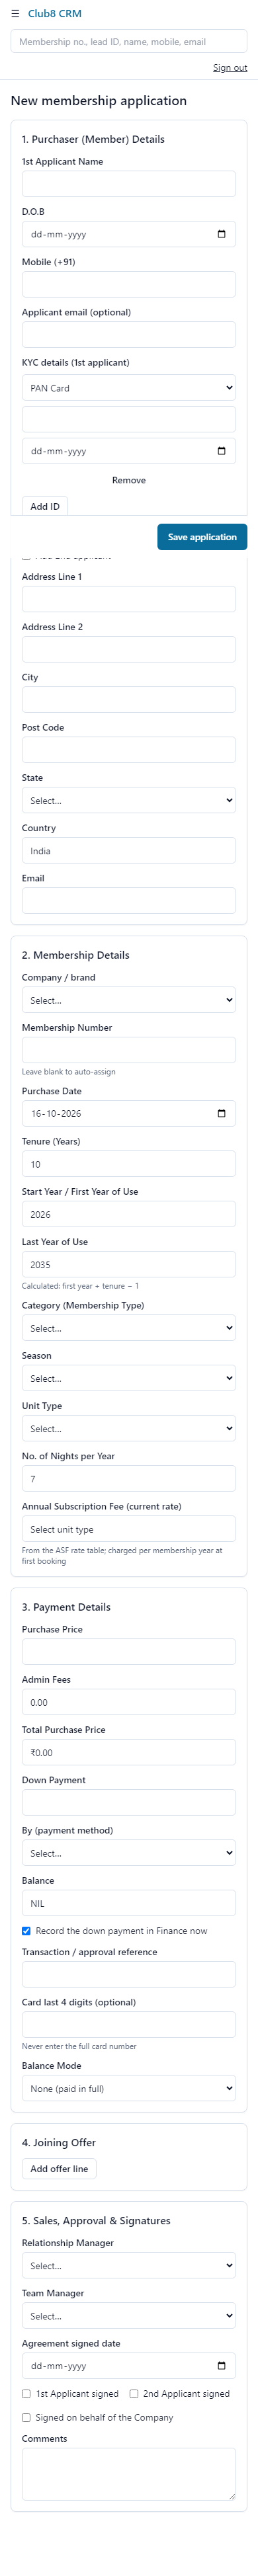 Club8 CRM
Membership no., lead ID, name, mobile, email
Sign out
New membership application
1. Purchaser (Member) Details
1st Applicant Name
D.O.B
dd-mm-yyyy
Mobile (+91)
Applicant email (optional)
KYC details (1st applicant)
PAN Card
dd-mm-yyyy
Remove
Add ID
Save application
Address Line 1
Address Line 2
City
Post Code
State
Select...
Country
India
Email
2. Membership Details
Company / brand
Select...
Membership Number
Leave blank to auto-assign
Purchase Date
16-10-2026
Tenure (Years)
10
Start Year / First Year of Use
2026
Last Year of Use
2035
Calculated: first year + tenure − 1
Category (Membership Type)
Select...
Season
Select...
Unit Type
Select...
No. of Nights per Year
7
Annual Subscription Fee (current rate)
Select unit type
From the ASF rate table; charged per membership year at
first booking
3. Payment Details
Purchase Price
Admin Fees
0.00
Total Purchase Price
₹0.00
Down Payment
By (payment method)
Select...
Balance
NIL
Record the down payment in Finance now
Transaction / approval reference
Card last 4 digits (optional)
Never enter the full card number
Balance Mode
None (paid in full)
4. Joining Offer
Add offer line
5. Sales, Approval & Signatures
Relationship Manager
Select...
Team Manager
Select...
Agreement signed date
dd-mm-yyyy
1st Applicant signed 2nd Applicant signed
Signed on behalf of the Company
Comments